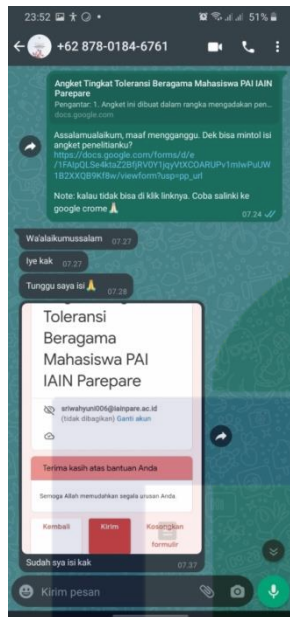 23:52
51%
+62 878-0184-6761
Angket Tingkat Toleransi Beragama Mahasiswa PAI IAIN
Parepare
Pengantar: 1. Angket ini dibuat dalam rangka mengadakan pen...
docs.google.com
Assalamualaikum, maaf mengganggu. Dek bisa mintol isi
angket penelitianku?
https://docs.google.com/forms/d/e
Note: kalau tidak bisa di klik linknya. Coba salinki ke
google crome
07.24
Wa'alaikumussalam 07.27
Iye kak 07.27
Tunggu saya isi 07.28
Toleransi
Beragama
Mahasiswa PAI
IAIN Parepare
sriwahyuni006@iainpare.ac.id
(tidak dibagikan) Ganti akun
Terima kasih atas bantuan Anda
Semoga Allah memudahkan segala urusan Anda.
Kembali Kirim Kosongkan
formulir
Sudah sya isi kak 07.37
Kirim pesan